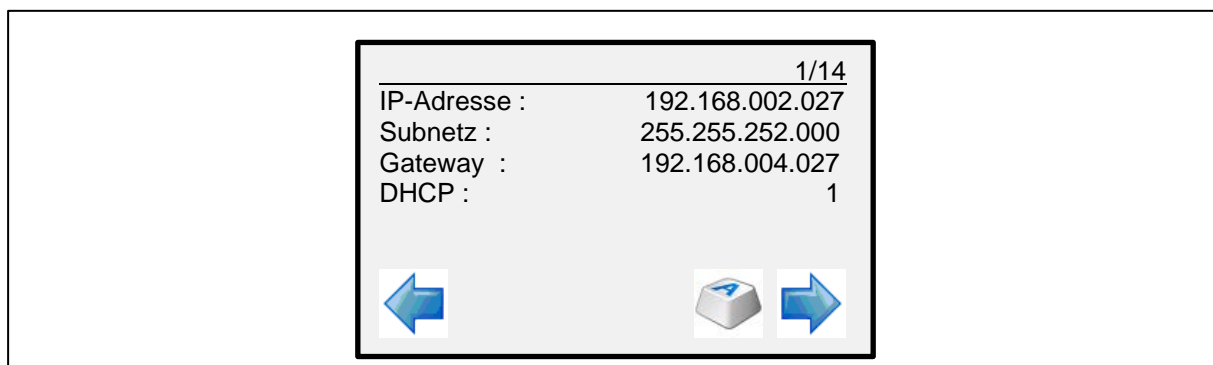 1/14
IP-Adresse : 192.168.002.027
Subnetz : 255.255.252.000
Gateway : 192.168.004.027
DHCP : 1
A